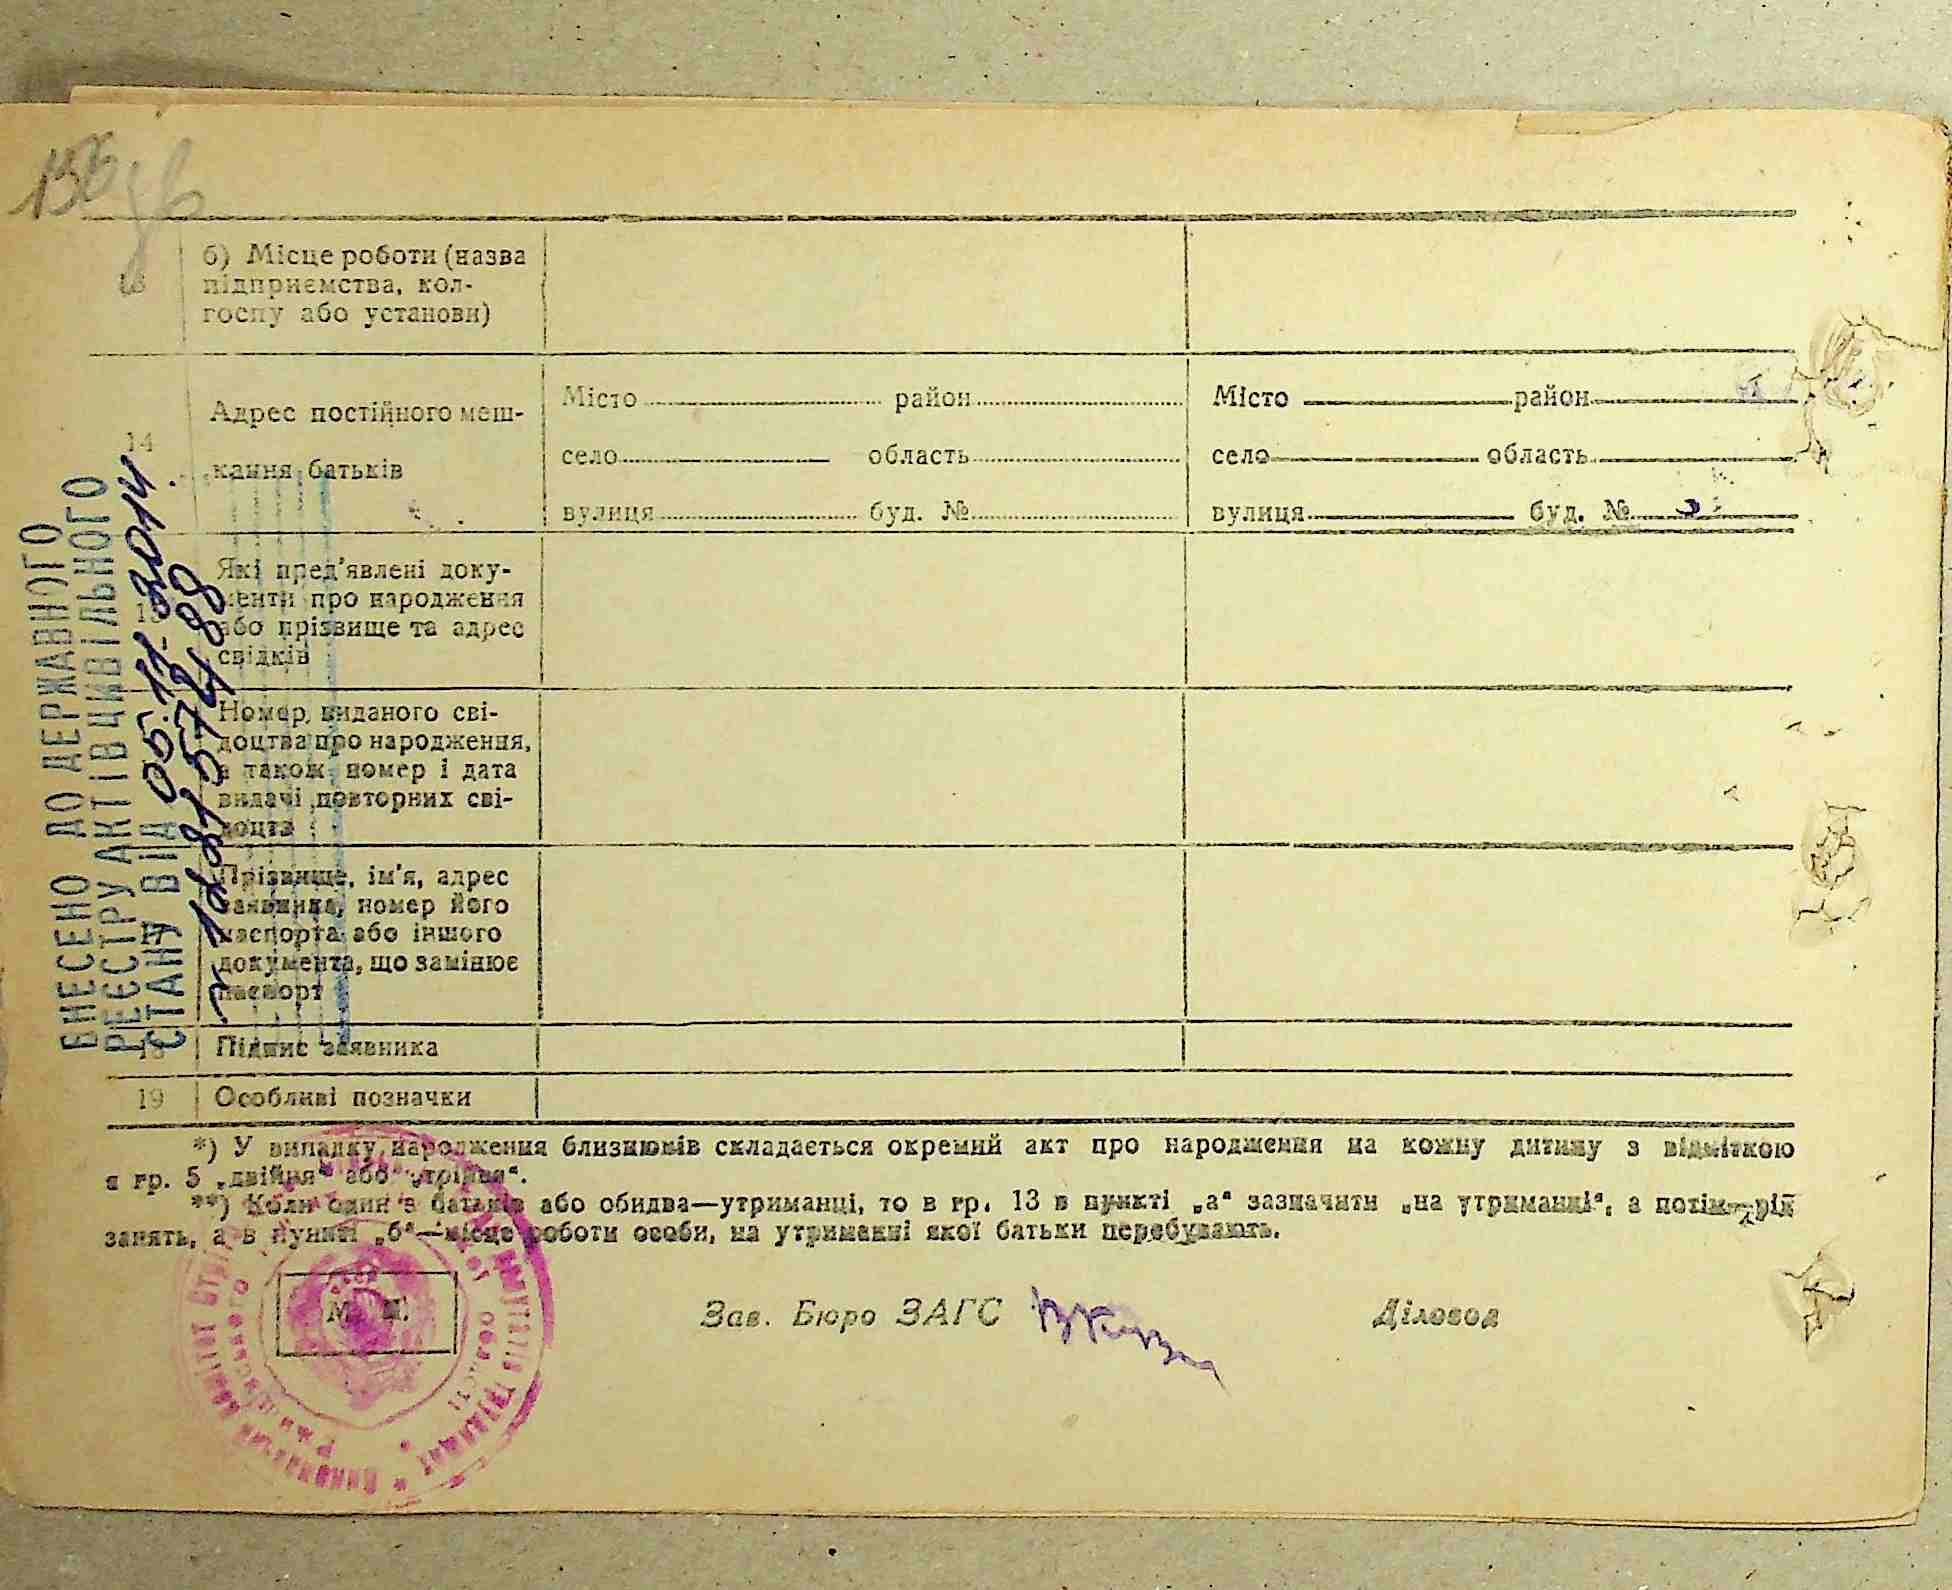 13
б) Місце роботи (назва
підприємства, кол-
госпу або установи)
14
Адрес постійного меш-
кання батьків
Місто район
село область
вулиця буд. №
Місто район
село область
вулиця буд. №
15
Які пред'явлені доку-
менти про народження
або прізвище та адрес
свідків
Номер виданого сві-
доцтва про народження,
а також номер і дата
видачі повторних сві-
доцтв
17
Прізвище, ім'я, адрес
заявника, номер його
паспорта або іншого
документа, що замінює
паспорт
18
Підпис заявника
19
Особливі позначки
ВНЕСЕНО ДО ДЕРЖАВНОГО
РЕЄСТРУ АКТІВ ЦИВІЛЬНОГО
СТАНУ ВІД
*) У випадку народження близнюків складається окремий акт про народження на кожну дитину з відміткою
в гр. 5 „двійня" або „трійня".
**) Коли один з батьків або обидва—утриманці, то в гр. 13 в пункті „а" зазначити „на утриманні", а потім—рід
занять, а в пункті „б"—місце роботи особи, на утриманні якої батьки перебувають.
М. П.
Зав. Бюро ЗАГС
Діловод